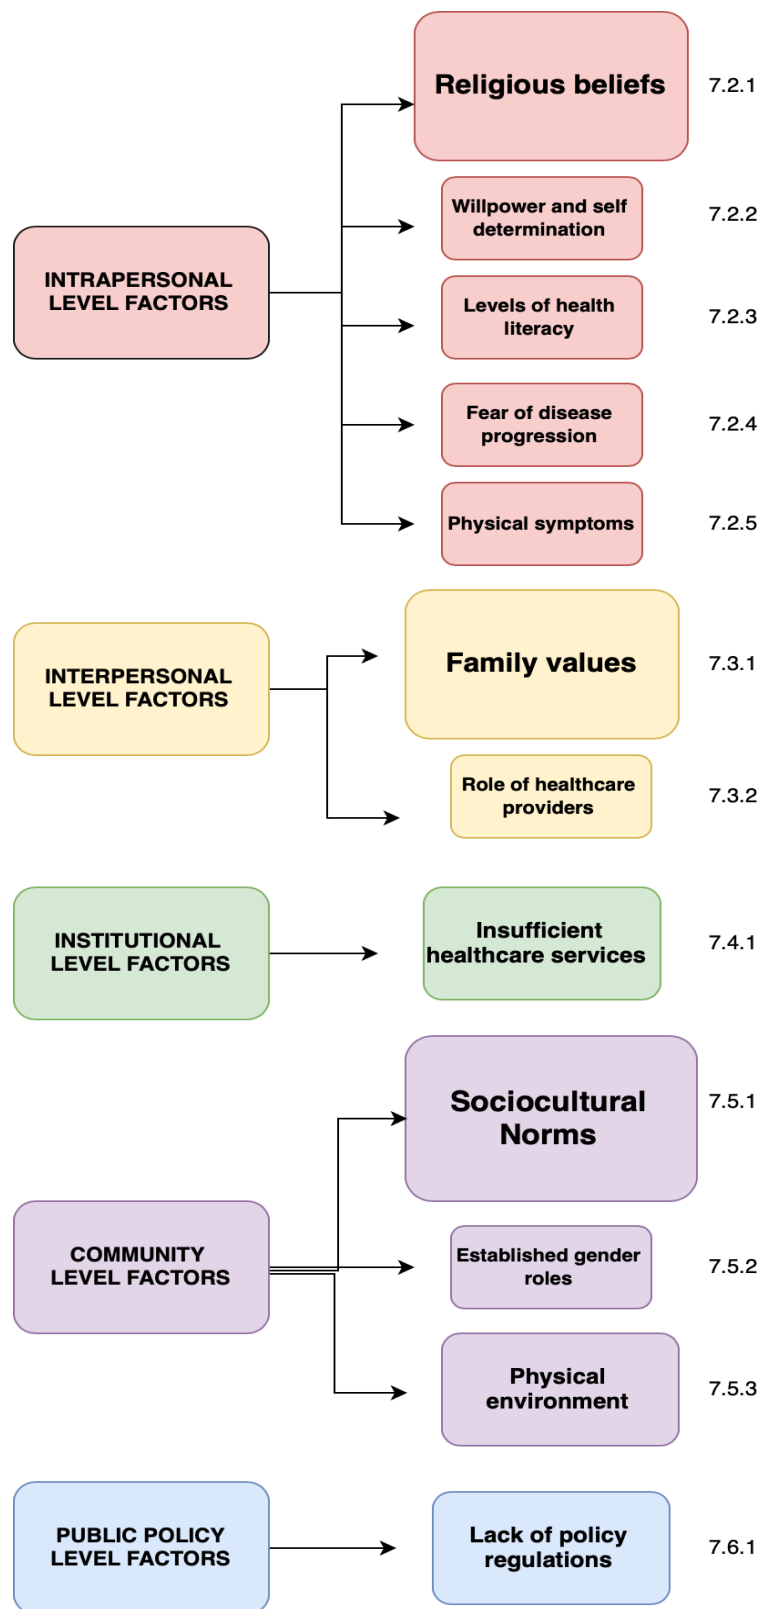 Religious beliefs
7.2.1
Willpower and self
determination
7.2.2
INTRAPERSONAL
LEVEL FACTORS
Levels of health
literacy
7.2.3
Fear of disease
progression
7.2.4
Physical symptoms
7.2.5
INTERPERSONAL
LEVEL FACTORS
Family values
7.3.1
Role of healthcare
providers
7.3.2
INSTITUTIONAL
LEVEL FACTORS
Insufficient
healthcare services
7.4.1
Sociocultural
Norms
7.5.1
COMMUNITY
LEVEL FACTORS
Established gender
roles
7.5.2
Physical
environment
7.5.3
PUBLIC POLICY
LEVEL FACTORS
Lack of policy
regulations
7.6.1